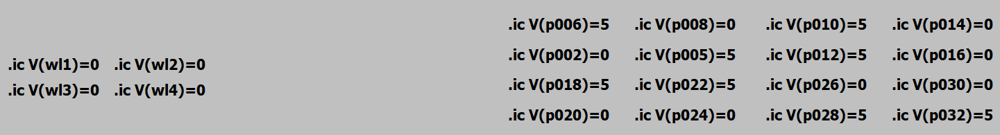 .ic V(wl1)=0 .ic V(wl2)=0
.ic V(wl3)=0 .ic V(wl4)=0
.ic V(p006)=5 .ic V(p008)=0 .ic V(p010)=5 .ic V(p014)=0
.ic V(p002)=0 .ic V(p005)=5 .ic V(p012)=5 .ic V(p016)=0
.ic V(p018)=5 .ic V(p022)=5 .ic V(p026)=0 .ic V(p030)=0
.ic V(p020)=0 .ic V(p024)=0 .ic V(p028)=5 .ic V(p032)=5